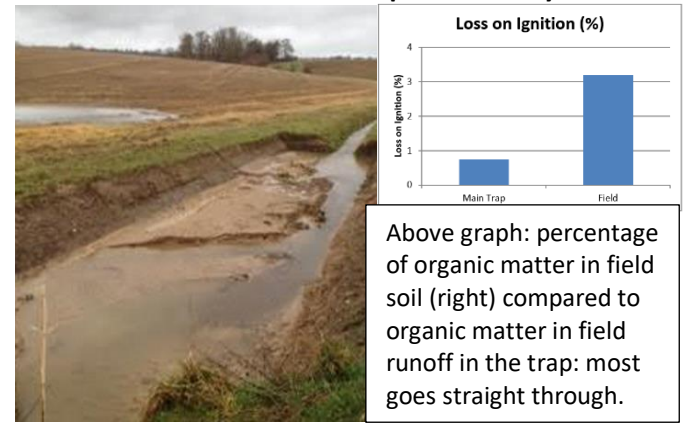 Loss on Ignition (%)
Loss on Ignition (%)
4
3
2
1
0
Main Trap
Field
Above graph: percentage
of organic matter in field
soil (right) compared to
organic matter in field
runoff in the trap: most
goes straight through.